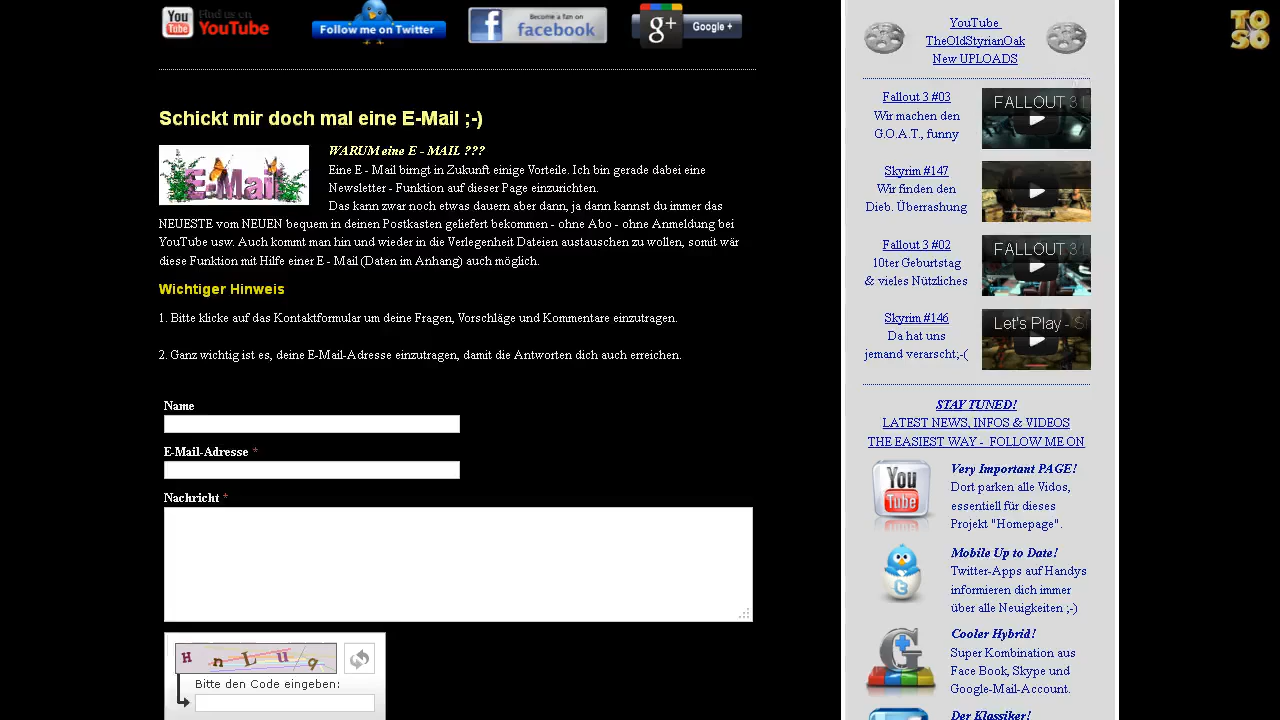 Find us on
YouTube
You
Tube
Follow me on Twitter
Become a fan on
facebook
g+
Google +
TO
SO
Schickt mir doch mal eine E-Mail ;-)
E-Mail
WARUM eine E - MAIL ???
Eine E - Mail birngt in Zukunft einige Vorteile. Ich bin gerade dabei eine
Newsletter - Funktion auf dieser Page einzurichten.
Das kann zwar noch etwas dauern aber dann, ja dann kannst du immer das
NEUESTE vom NEUEN bequem in deinen Postkasten geliefert bekommen - ohne Abo - ohne Anmeldung bei
YouTube usw. Auch kommt man hin und wieder in die Verlegenheit Dateien austauschen zu wollen, somit wär
diese Funktion mit Hilfe einer E - Mail (Daten im Anhang) auch möglich.
Wichtiger Hinweis
1. Bitte klicke auf das Kontaktformular um deine Fragen, Vorschläge und Kommentare einzutragen.
2. Ganz wichtig ist es, deine E-Mail-Adresse einzutragen, damit die Antworten dich auch erreichen.
Name
E-Mail-Adresse *
Nachricht *
H n L u q
Bitte den Code eingeben:
YouTube
TheOldStyrianOak
New UPLOADS
Fallout 3 #03
Wir machen den
G.O.A.T., funny
FALLOUT 3 L
Skyrim #147
Wir finden den
Dieb. Überrashung
Fallout 3 #02
10ter Geburtstag
& vieles Nützliches
FALLOUT 3 L
Skyrim #146
Da hat uns
jemand verarscht;-(
Let's Play - S
STAY TUNED!
LATEST NEWS, INFOS & VIDEOS
THE EASIEST WAY - FOLLOW ME ON
You
Tube
Very Important PAGE!
Dort parken alle Vidos,
essentiell für dieses
Projekt "Homepage".
t
Mobile Up to Date!
Twitter-Apps auf Handys
informieren dich immer
über alle Neuigkeiten ;-)
G+
Cooler Hybrid!
Super Kombination aus
Face Book, Skype und
Google-Mail-Account.
Der Klassiker!